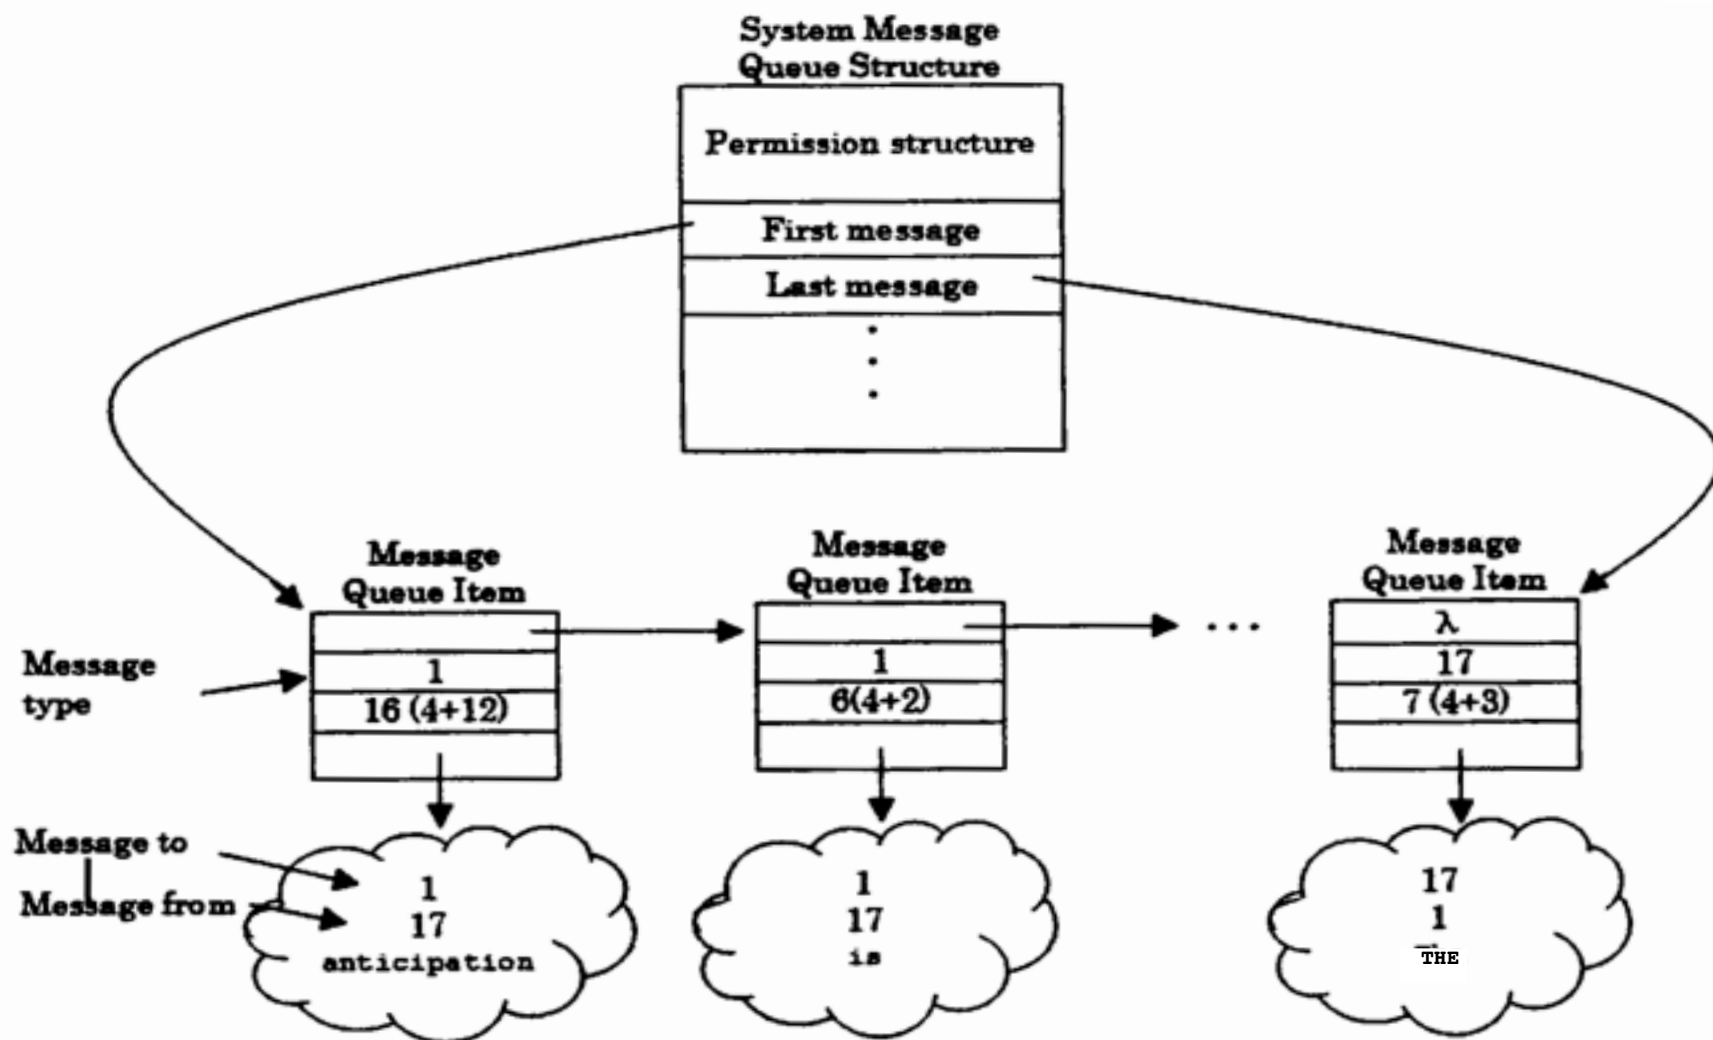 System Message
Queue Structure
Permission structure
First message
Last message
Message
Queue Item
1
16 (4+12)
Message
Queue Item
1
6(4+2)
...
Message
Queue Item
λ
17
7 (4+3)
Message
type
Message to
Message from
1
17
anticipation
1
17
is
17
1
THE